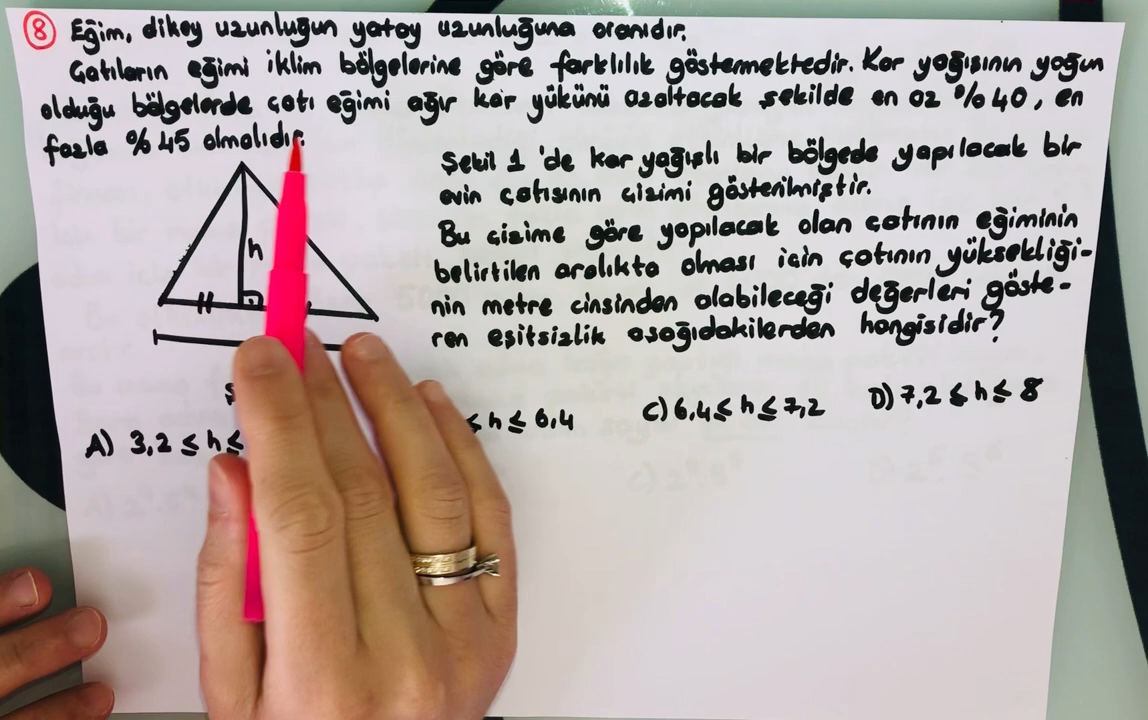 8 Eğim, dikey uzunluğun yatay uzunluğuna oranıdır.
Çatıların eğimi iklim bölgelerine göre farklılık göstermektedir. Kar yağışının yoğun
olduğu bölgelerde çatı eğimi ağır kar yükünü azaltacak şekilde en az %40, en
fazla %45 olmalıdır.
Şekil 1'de kar yağışlı bir bölgede yapılacak bir
evin çatısının çizimi gösterilmiştir.
Bu çizime göre yapılacak olan çatının eğiminin
belirtilen aralıkta olması için çatının yüksekliği-
nin metre cinsinden alabileceği değerleri göste-
ren eşitsizlik aşağıdakilerden hangisidir?
h
A) 3,2 ≤ h ≤
≤ h ≤ 6,4
C) 6,4 ≤ h ≤ 7,2
D) 7,2 ≤ h ≤ 8